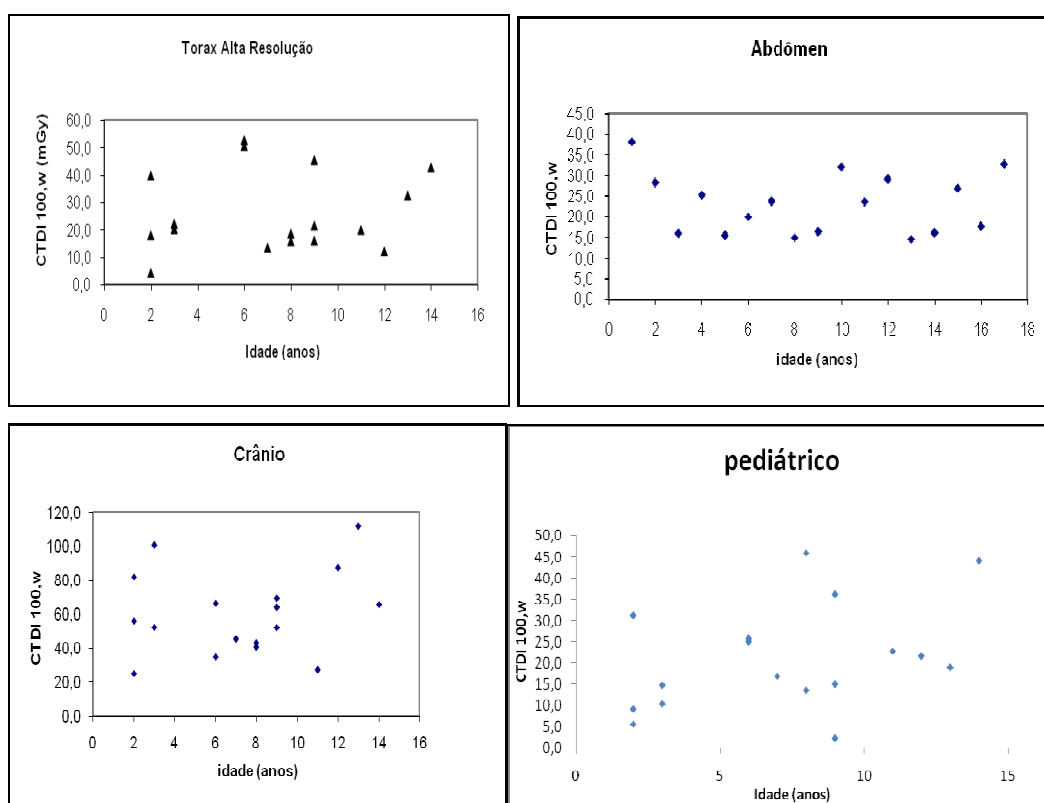 Torax Alta Resolução
CTDI 100,w (mGy)
60,0
50,0
40,0
30,0
20,0
10,0
0,0
0 2 4 6 8 10 12 14 16
Idade (anos)
Abdômen
CTDI 100,w
45,0
40,0
35,0
30,0
25,0
20,0
15,0
10,0
5,0
0,0
0 2 4 6 8 10 12 14 16 18
idade (anos)
Crânio
CTDI 100,w
120,0
100,0
80,0
60,0
40,0
20,0
0,0
0 2 4 6 8 10 12 14 16
idade (anos)
pediátrico
CTDI 100,w
50,0
45,0
40,0
35,0
30,0
25,0
20,0
15,0
10,0
5,0
0,0
0 5 10 15
Idade (anos)